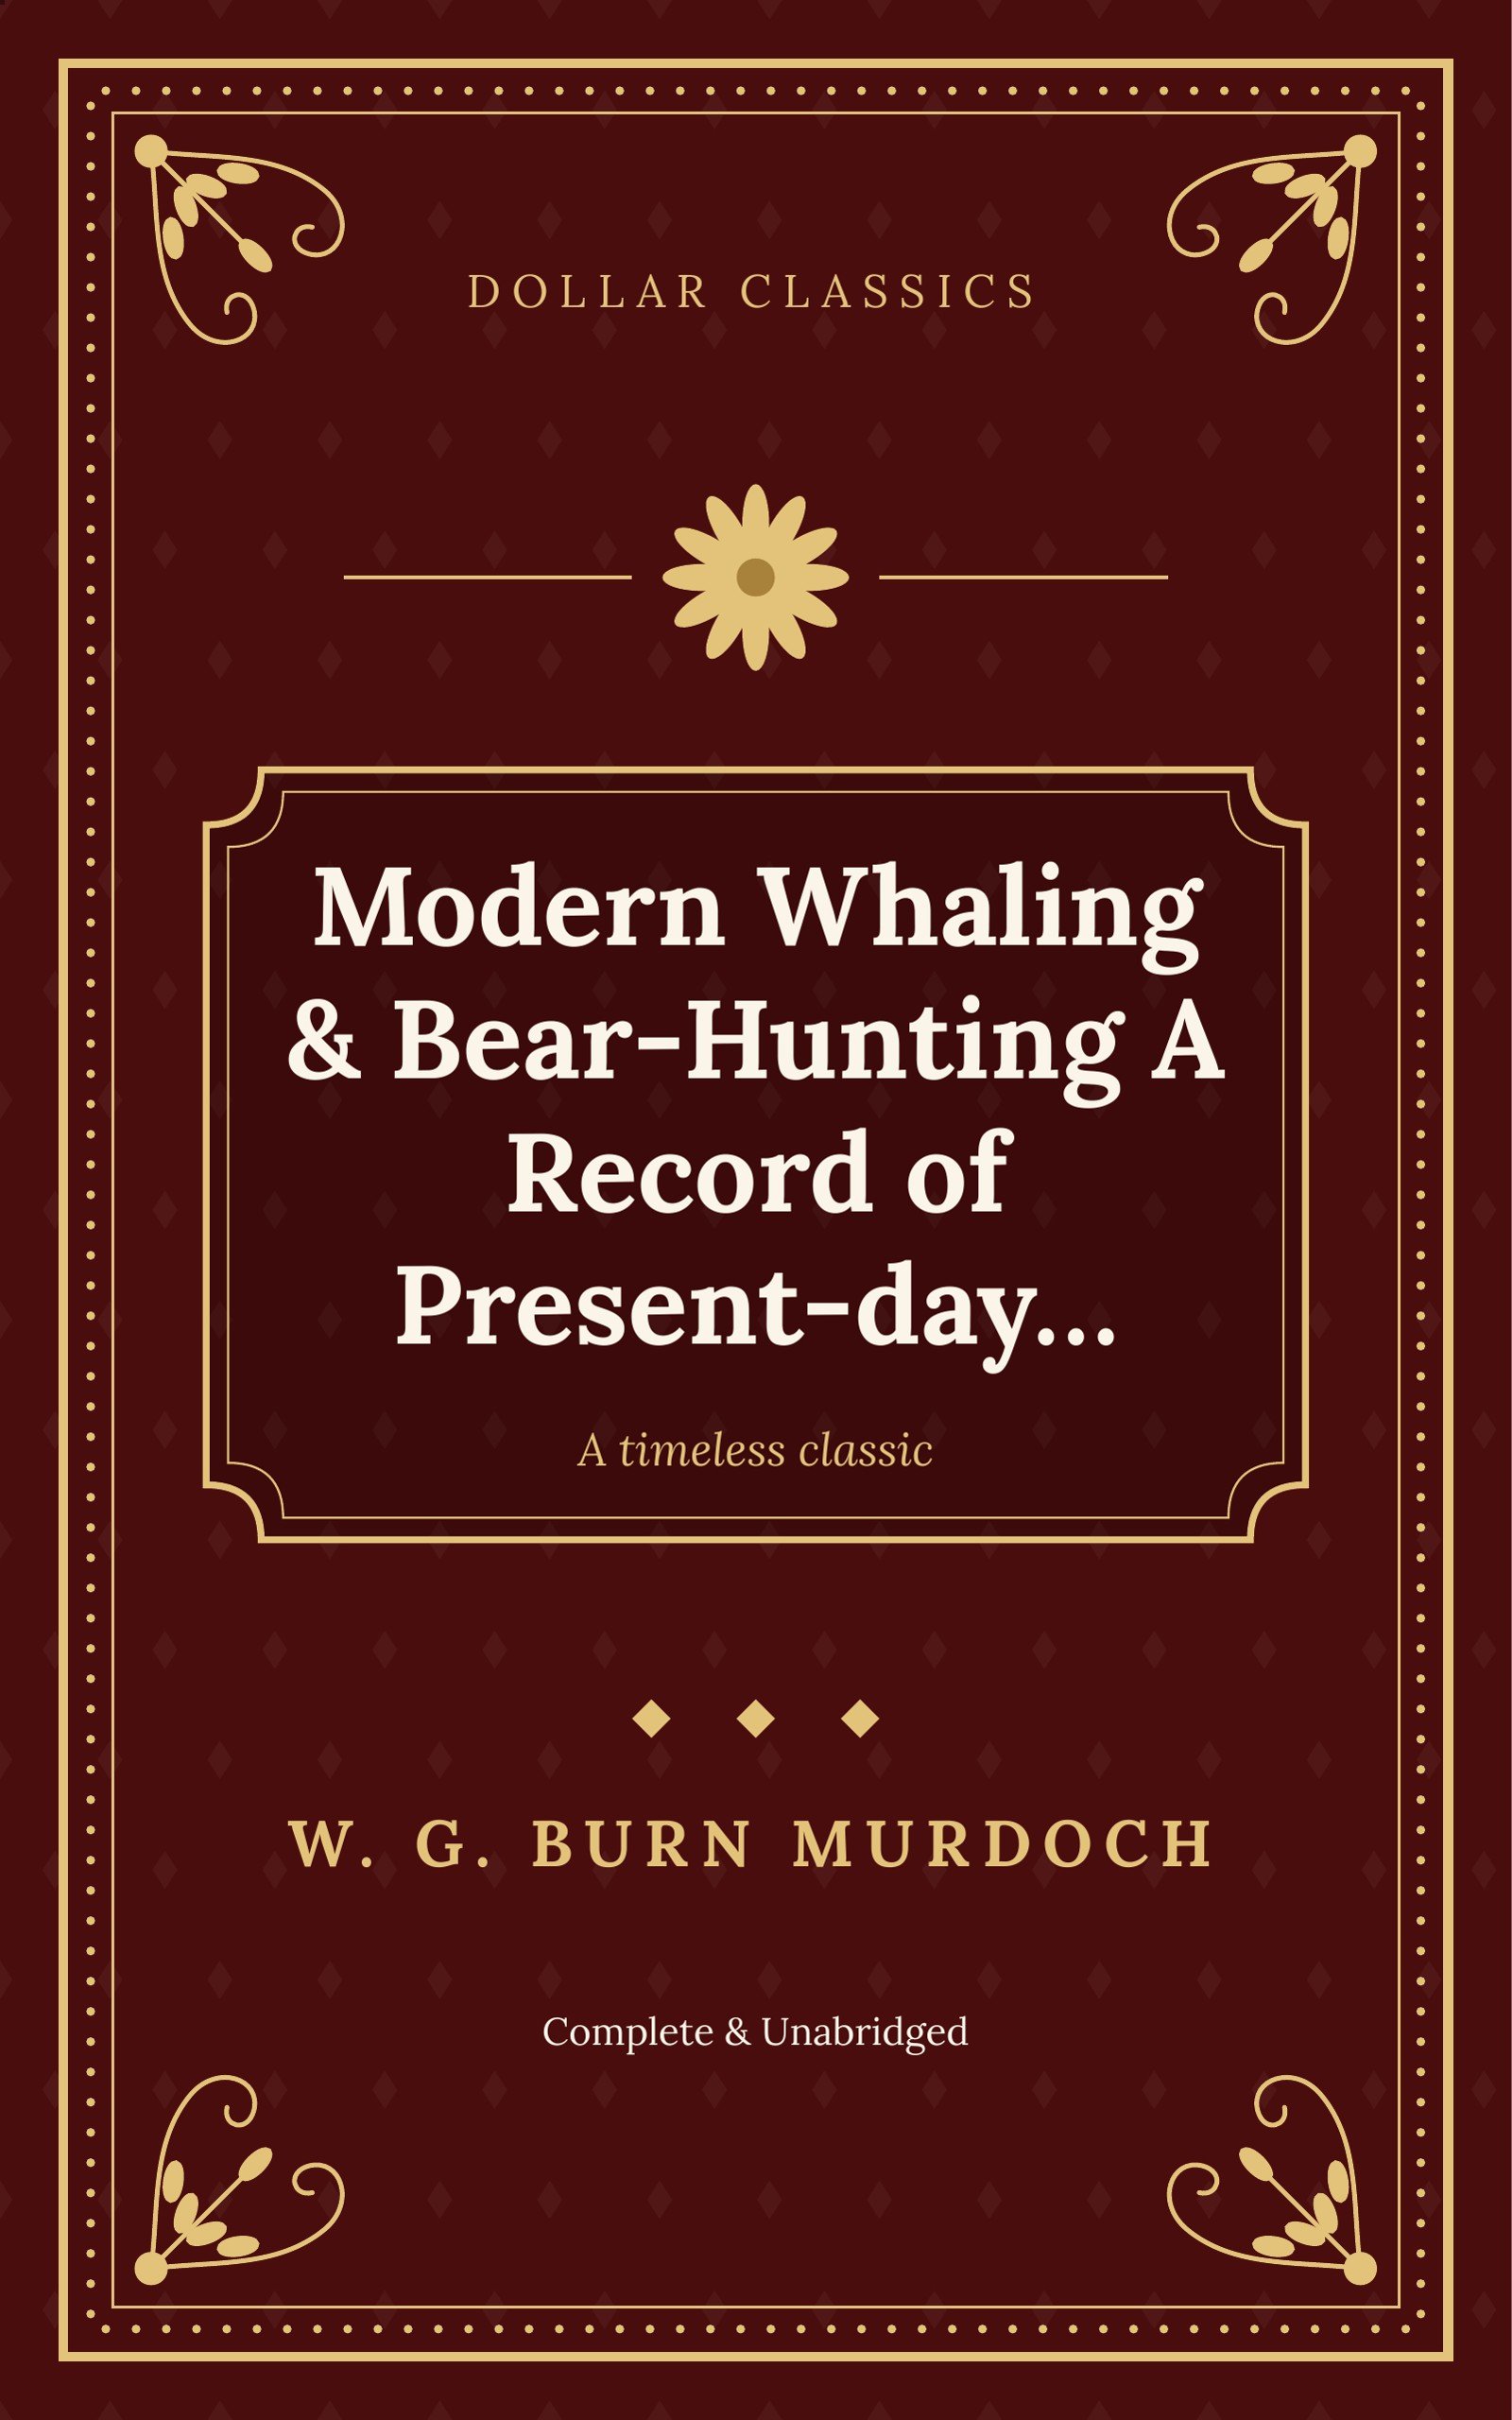 DOLLAR CLASSICS
Modern Whaling
& Bear-Hunting A
Record of
Present-day...
A timeless classic
W. G. BURN MURDOCH
Complete & Unabridged